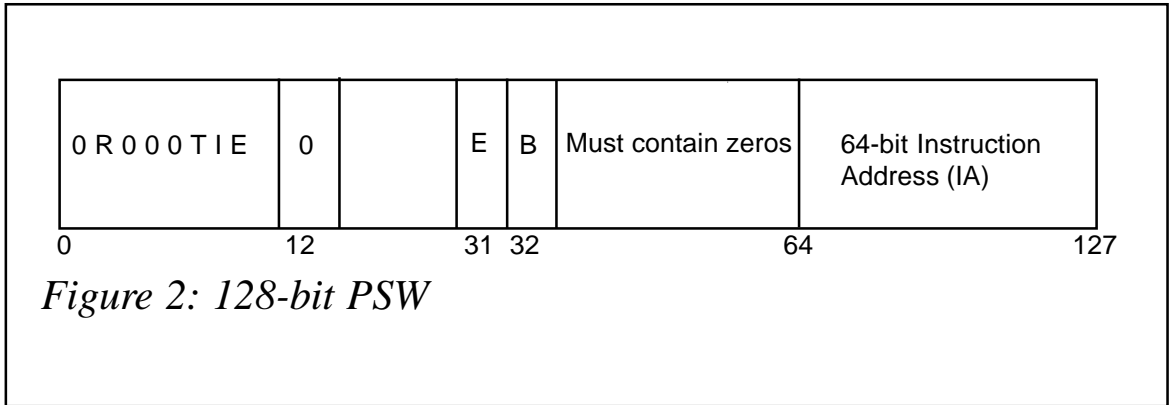 0 R 0 0 0 T I E
0
E
B
Must contain zeros
64-bit Instruction
Address (IA)
0
12
31
32
64
127
Figure 2: 128-bit PSW